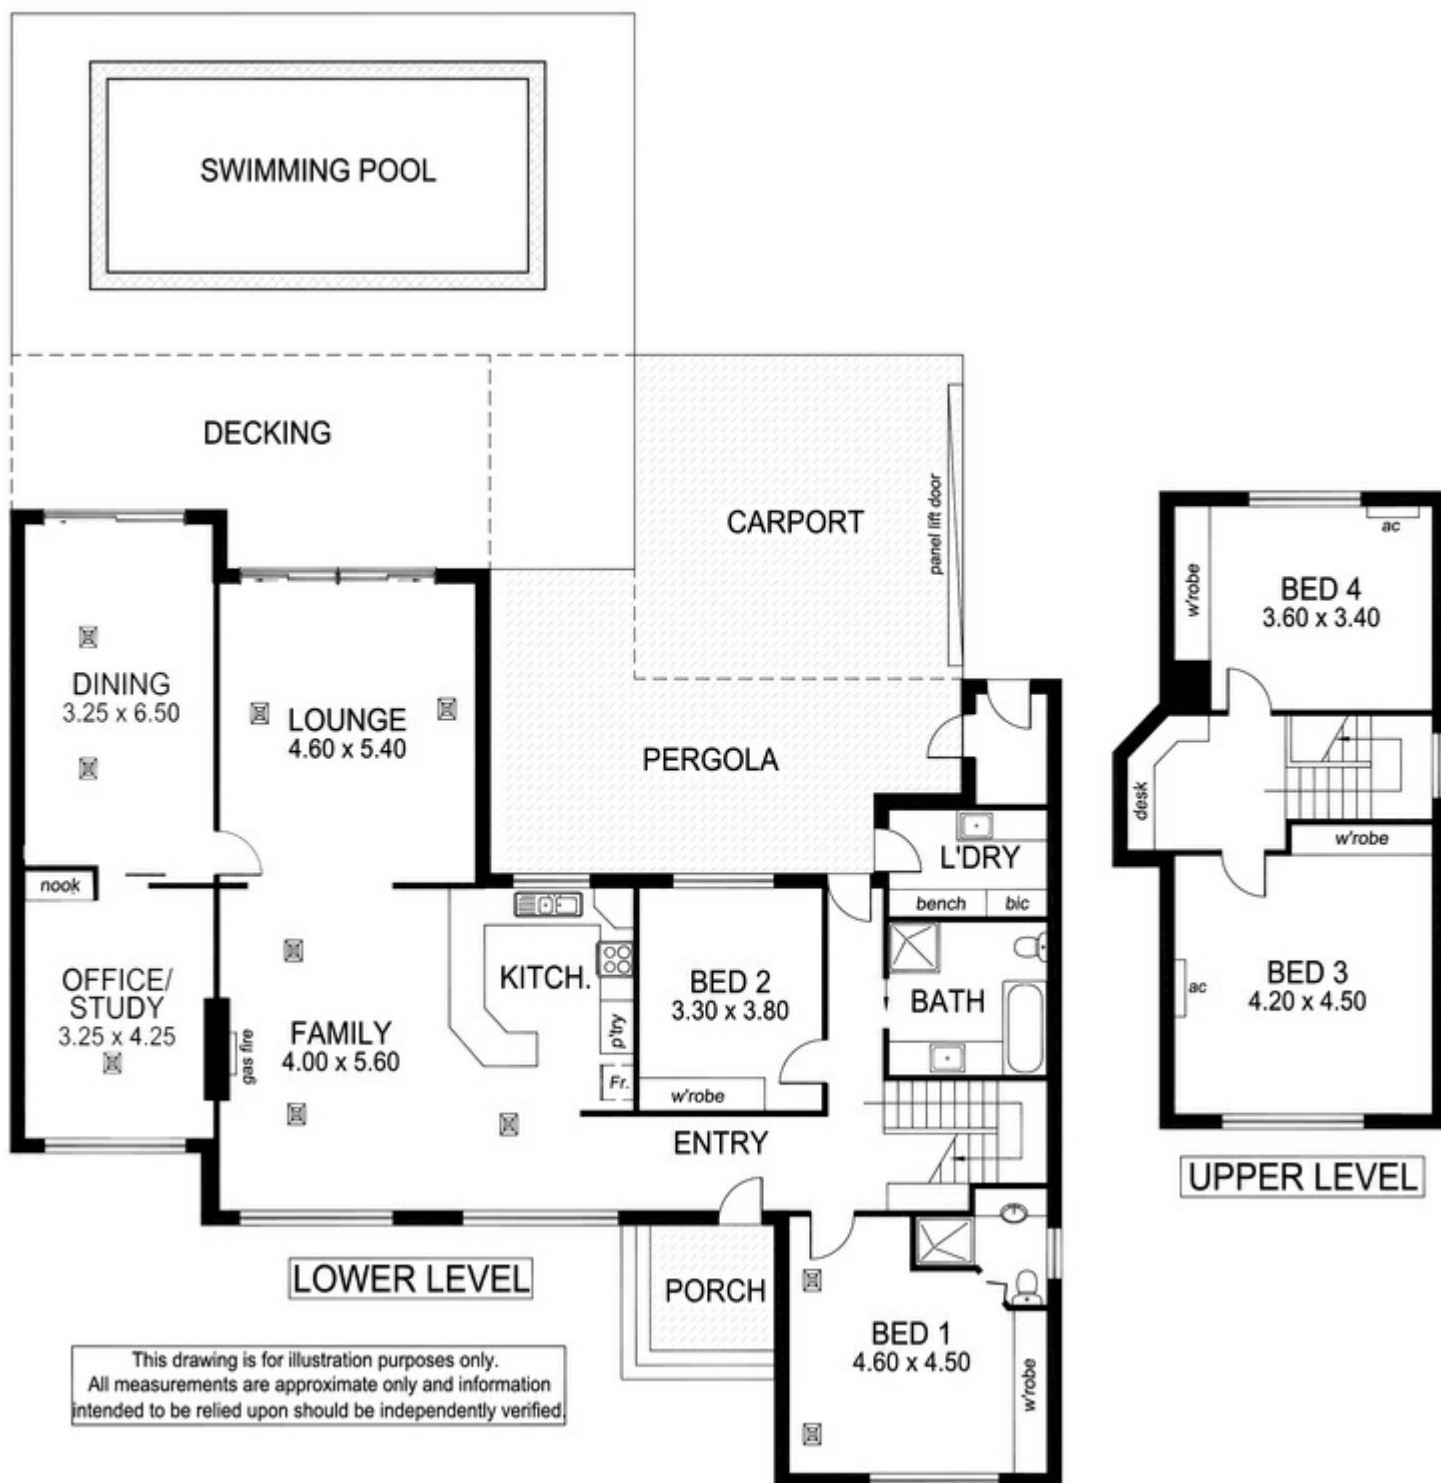 SWIMMING POOL
DECKING
CARPORT
panel lift door
DINING
3.25 x 6.50
LOUNGE
4.60 x 5.40
PERGOLA
nook
L'DRY
bench
bic
OFFICE/
STUDY
3.25 x 4.25
gas fire
FAMILY
4.00 x 5.60
KITCH.
p'try
Fr.
BED 2
3.30 x 3.80
w'robe
BATH
ENTRY
PORCH
BED 1
4.60 x 4.50
w'robe
LOWER LEVEL
This drawing is for illustration purposes only.
All measurements are approximate only and information
intended to be relied upon should be independently verified.
ac
w'robe
BED 4
3.60 x 3.40
desk
w'robe
BED 3
4.20 x 4.50
ac
UPPER LEVEL